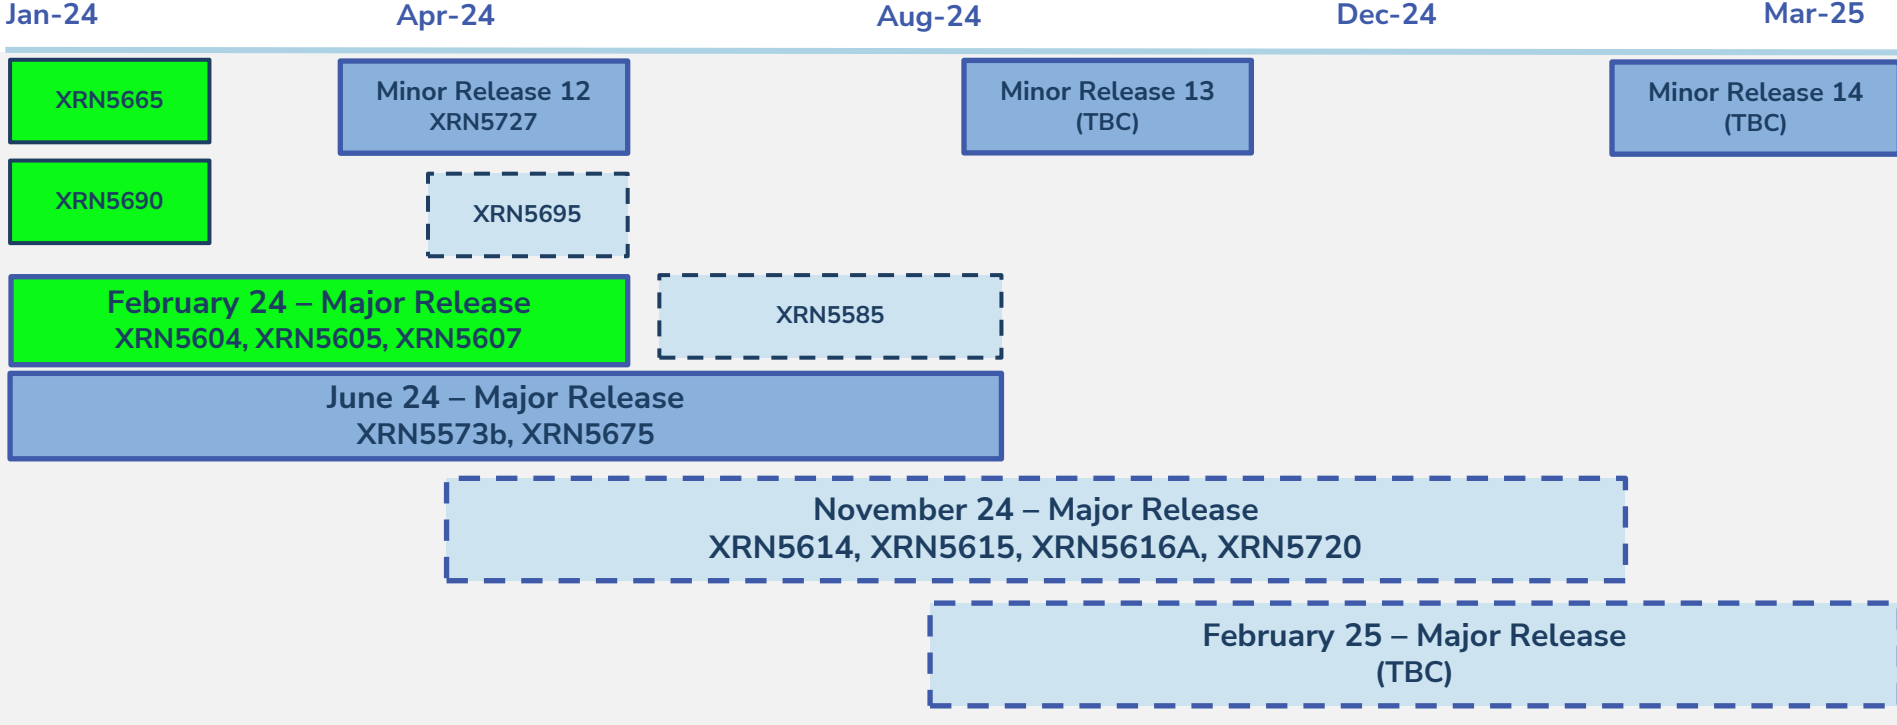 Jan-24
Apr-24
Aug-24
Dec-24
Mar-25
XRN5665
Minor Release 12
XRN5727
Minor Release 13
(TBC)
Minor Release 14
(TBC)
XRN5690
XRN5695
February 24 – Major Release
XRN5604, XRN5605, XRN5607
XRN5585
June 24 – Major Release
XRN5573b, XRN5675
November 24 – Major Release
XRN5614, XRN5615, XRN5616A, XRN5720
February 25 – Major Release
(TBC)